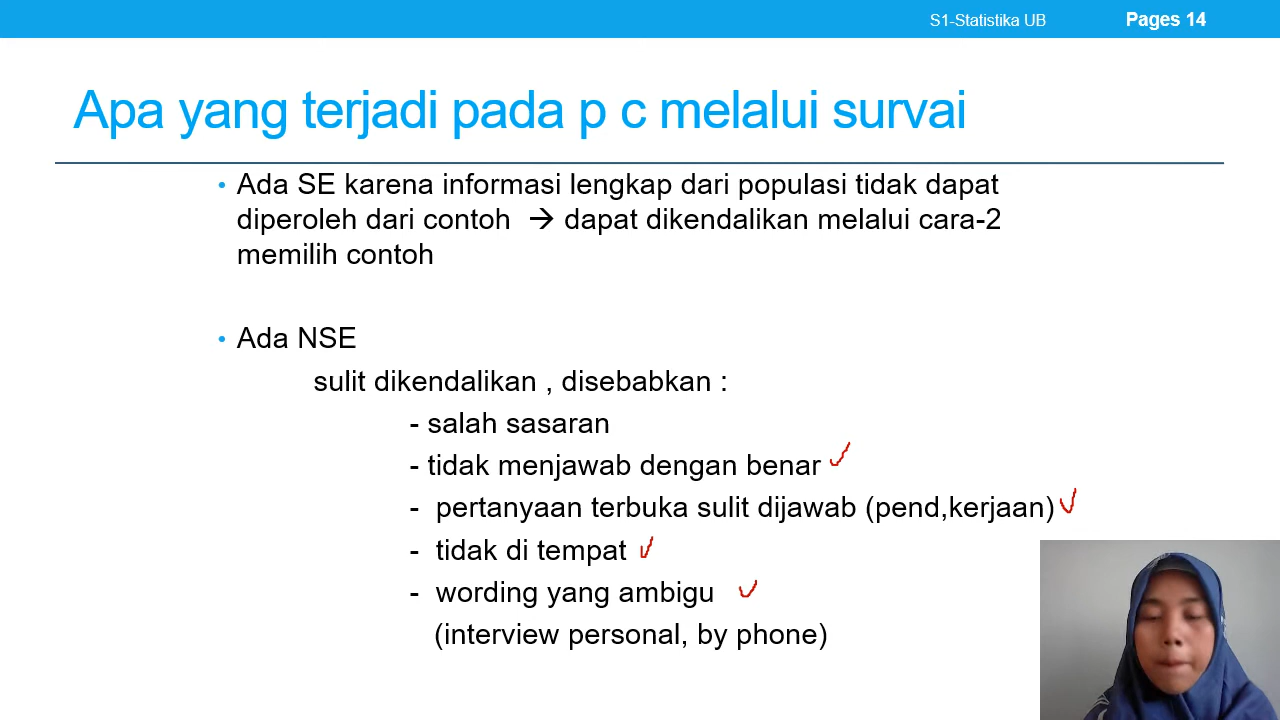 S1-Statistika UB
Pages 14
Apa yang terjadi pada p c melalui survai
• Ada SE karena informasi lengkap dari populasi tidak dapat
diperoleh dari contoh → dapat dikendalikan melalui cara-2
memilih contoh
• Ada NSE
sulit dikendalikan , disebabkan :
- salah sasaran
- tidak menjawab dengan benar
- pertanyaan terbuka sulit dijawab (pend,kerjaan)
- tidak di tempat
- wording yang ambigu
(interview personal, by phone)